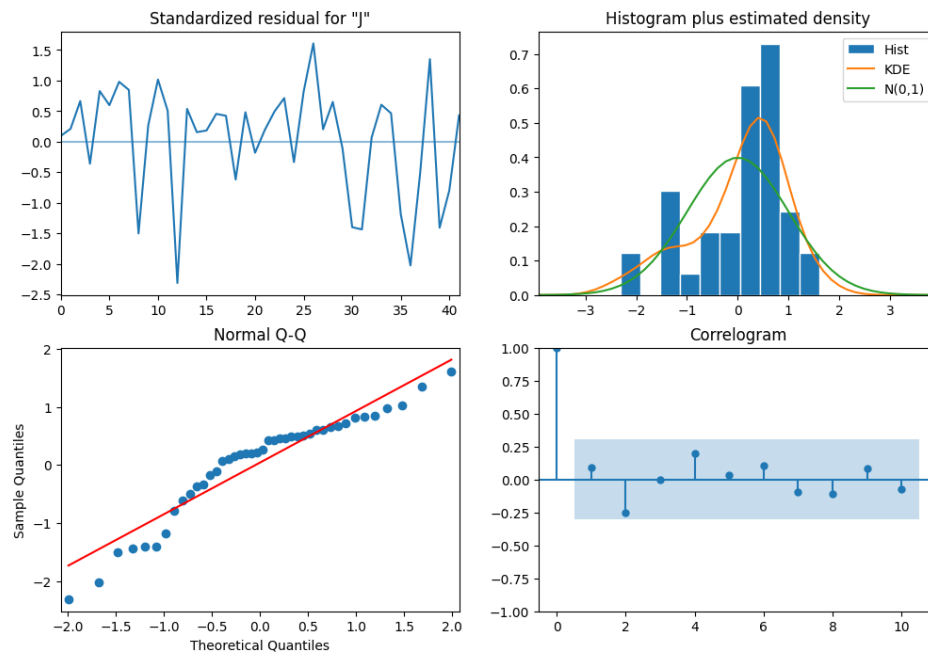 Standardized residual for "J"
1.5
1.0
0.5
0.0
−0.5
−1.0
−1.5
−2.0
−2.5
0 5 10 15 20 25 30 35 40
Histogram plus estimated density
0.7
0.6
0.5
0.4
0.3
0.2
0.1
0.0
Hist
KDE
N(0,1)
−3 −2 −1 0 1 2 3
Normal Q-Q
Sample Quantiles
2
1
0
−1
−2
−2.0 −1.5 −1.0 −0.5 0.0 0.5 1.0 1.5 2.0
Theoretical Quantiles
Correlogram
1.00
0.75
0.50
0.25
0.00
−0.25
−0.50
−0.75
−1.00
0 2 4 6 8 10